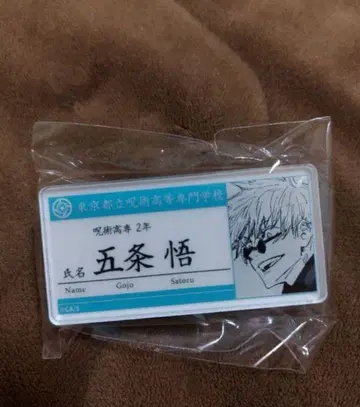 東京都立呪術高等専門学校
呪術高専 2年
氏名 五条 悟
Name Goju Satoru